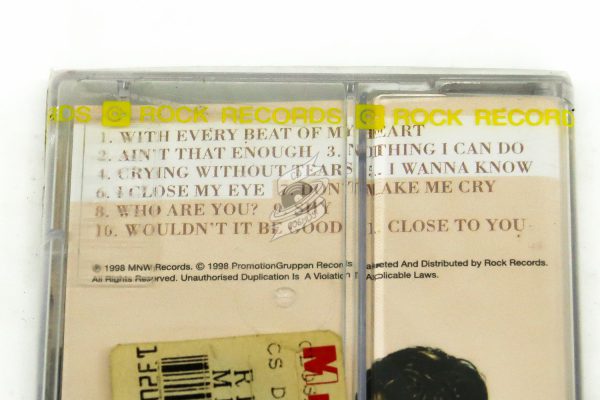 RDS ROCK RECORDS ROCK RECORD
1. WITH EVERY BEAT OF MY HEART
2. AIN'T THAT ENOUGH 3. NOTHING I CAN DO
4. CRYING WITHOUT TEARS 5. I WANNA KNOW
6. I CLOSE MY EYE 7. DON'T MAKE ME CRY
8. WHO ARE YOU? 9. SHY
10. WOULDN'T IT BE GOOD 11. CLOSE TO YOU
℗ 1998 MNW Records. © 1998 PromotionGruppen Records Marketed And Distributed by Rock Records.
All Rights Reserved. Unauthorised Duplication Is A Violation Of Applicable Laws.
CS D